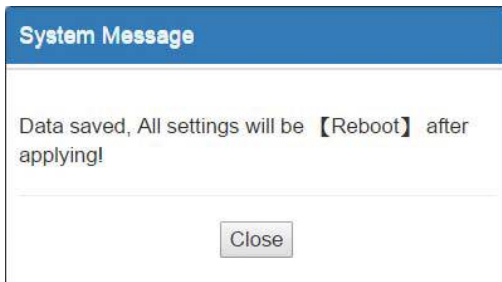 System Message
Data saved, All settings will be 【Reboot】 after
applying!
Close